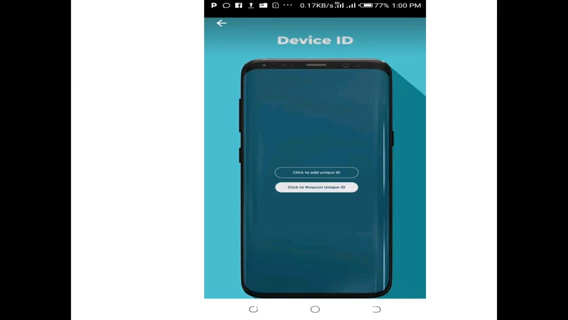 0.17KB/s 77% 1:00 PM
Device ID
Click to add unique ID
Click to Request Unique ID